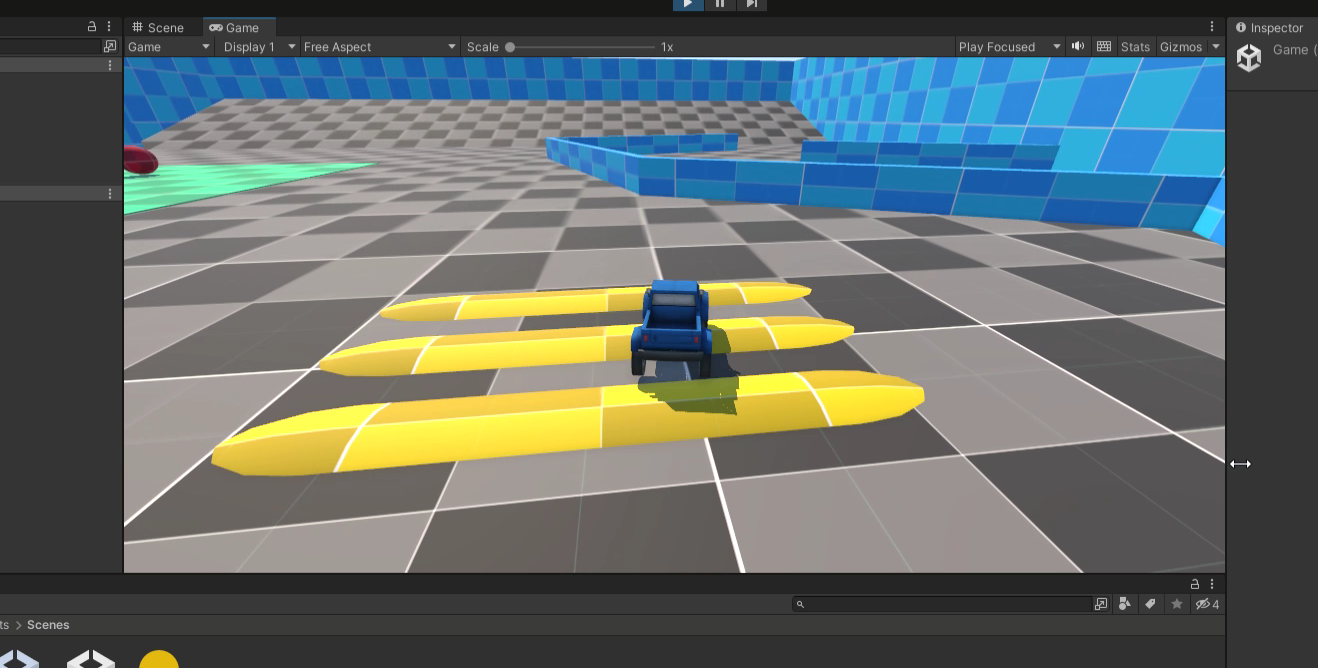 Scene
Game
Inspector
Game
Display 1
Free Aspect
Scale
1x
Play Focused
Stats
Gizmos
Game (
4
ts > Scenes